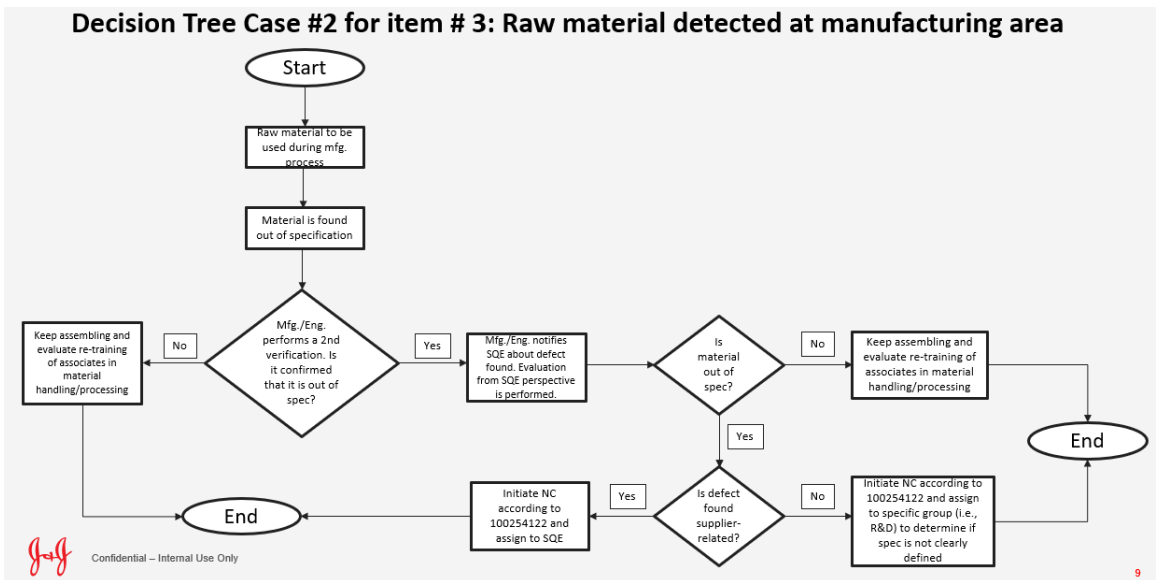 Decision Tree Case #2 for item # 3: Raw material detected at manufacturing area
Start
Raw material to be
used during mfg.
process
Material is found
out of specification
Mfg./Eng.
performs a 2nd
verification. Is
it confirmed
that it is out of
spec?
No
Keep assembling and
evaluate re-training
of associates in
material
handling/processing
Yes
Mfg./Eng. notifies
SQE about defect
found. Evaluation
from SQE perspective
is performed.
Is
material
out of
spec?
No
Keep assembling and
evaluate re-training of
associates in material
handling/processing
End
Yes
Is defect
found
supplier-
related?
Yes
Initiate NC
according to
100254122 and
assign to SQE
End
No
Initiate NC according to
100254122 and assign
to specific group (i.e.,
R&D) to determine if
spec is not clearly
defined
J&J
Confidential – Internal Use Only
9